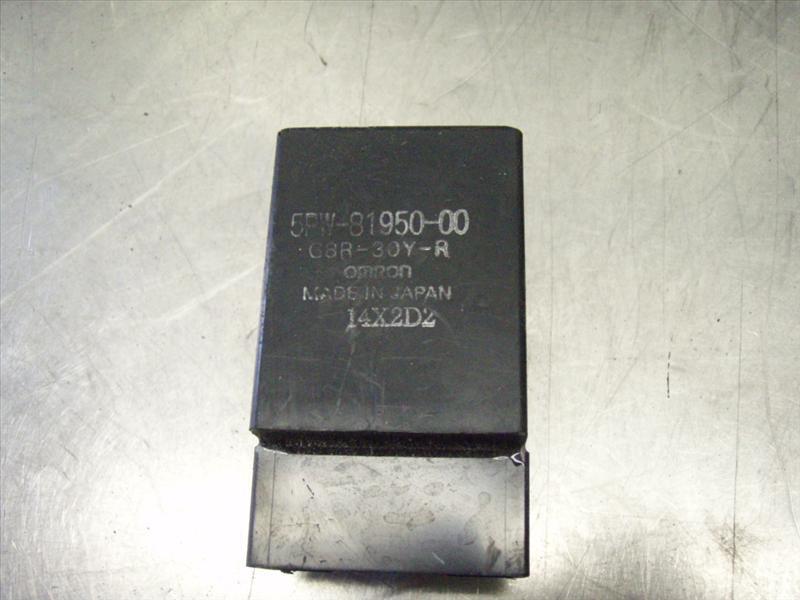 5PW-81950-00
G8R-30Y-R
omron
MADE IN JAPAN
14X2D2